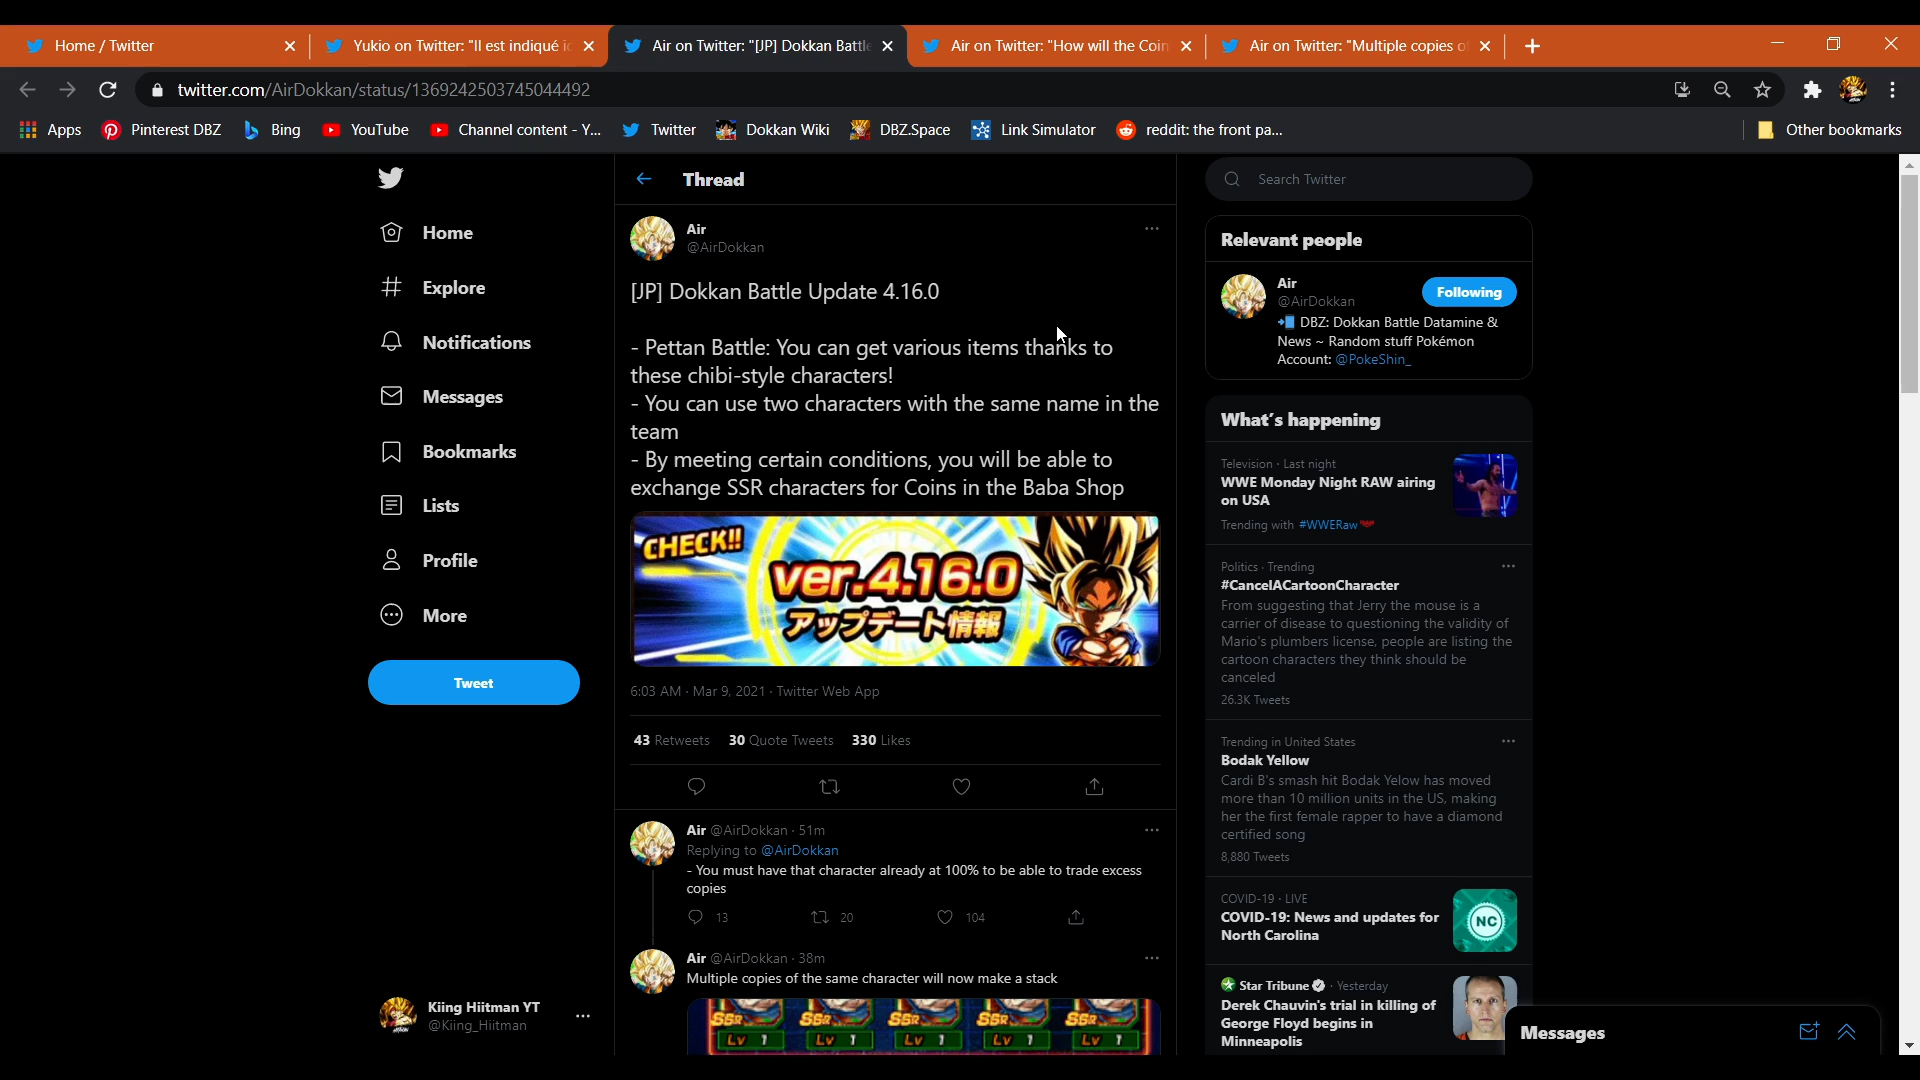 Home / Twitter
Yukio on Twitter: "Il est indiqué ic
Air on Twitter: "[JP] Dokkan Battle
Air on Twitter: "How will the Coin
Air on Twitter: "Multiple copies o
twitter.com/AirDokkan/status/1369242503745044492
Apps
Pinterest DBZ
Bing
YouTube
Channel content - Y...
Twitter
Dokkan Wiki
DBZ.Space
Link Simulator
reddit: the front pa...
Other bookmarks
Home
Explore
Notifications
Messages
Bookmarks
Lists
Profile
More
Tweet
Kiing Hiitman YT
@Kiing_Hiitman
Thread
Air
@AirDokkan
[JP] Dokkan Battle Update 4.16.0
- Pettan Battle: You can get various items thanks to
these chibi-style characters!
- You can use two characters with the same name in the
team
- By meeting certain conditions, you will be able to
exchange SSR characters for Coins in the Baba Shop
CHECK!!
ver.4.16.0
アップデート情報
6:03 AM · Mar 9, 2021 · Twitter Web App
43 Retweets 30 Quote Tweets 330 Likes
Air @AirDokkan · 51m
Replying to @AirDokkan
- You must have that character already at 100% to be able to trade excess
copies
13 20 104
Air @AirDokkan · 38m
Multiple copies of the same character will now make a stack
SSR SSR SSR SSR SSR
Lv 1 Lv 1 Lv 1 Lv 1 Lv 1
Search Twitter
Relevant people
Air
@AirDokkan
Following
DBZ: Dokkan Battle Datamine &
News ~ Random stuff Pokémon
Account: @PokeShin_
What's happening
Television · Last night
WWE Monday Night RAW airing
on USA
Trending with #WWERaw
Politics · Trending
#CancelACartoonCharacter
From suggesting that Jerry the mouse is a
carrier of disease to questioning the validity of
Mario's plumbers license, people are listing the
cartoon characters they think should be
canceled
26.3K Tweets
Trending in United States
Bodak Yellow
Cardi B's smash hit Bodak Yelow has moved
more than 10 million units in the US, making
her the first female rapper to have a diamond
certified song
8,880 Tweets
COVID-19 · LIVE
COVID-19: News and updates for
North Carolina
NC
Star Tribune · Yesterday
Derek Chauvin's trial in killing of
George Floyd begins in
Minneapolis
Messages